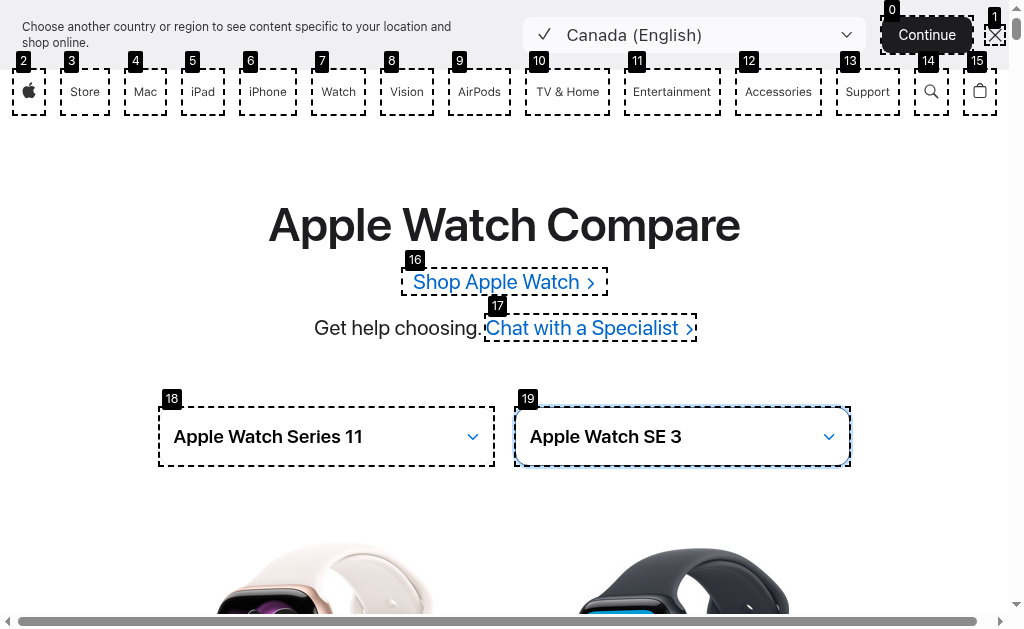 Choose another country or region to see content specific to your location and
shop online.
Canada (English)
0
Continue
1
2
3
Store
4
Mac
5
iPad
6
iPhone
7
Watch
8
Vision
9
AirPods
10
TV & Home
11
Entertainment
12
Accessories
13
Support
14
15
Apple Watch Compare
16
Shop Apple Watch
17
Get help choosing. Chat with a Specialist
18
Apple Watch Series 11
19
Apple Watch SE 3